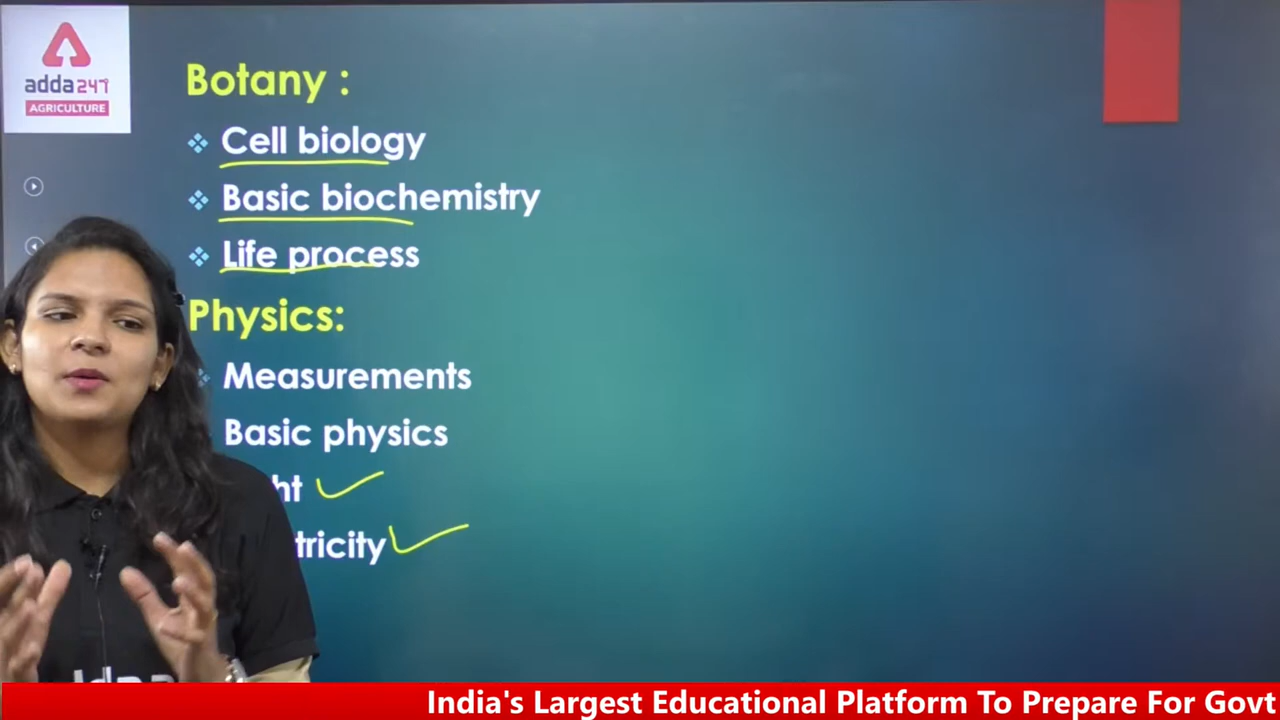 adda247
AGRICULTURE
Botany :
Cell biology
Basic biochemistry
Life process
Physics:
Measurements
Basic physics
ht
tricity
India's Largest Educational Platform To Prepare For Govt